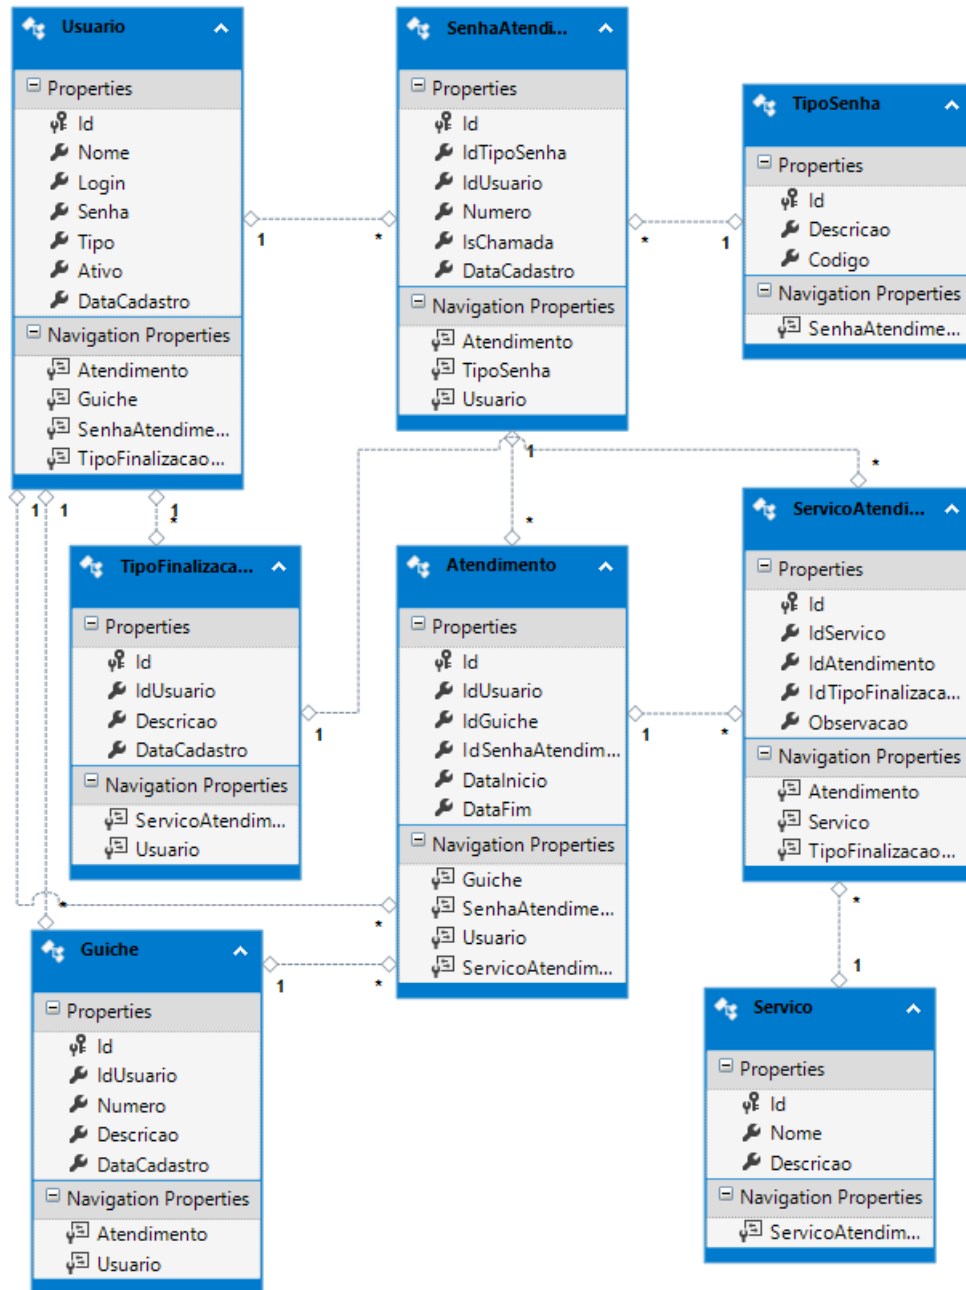 Usuario
Properties
Id
Nome
Login
Senha
Tipo
Ativo
DataCadastro
Navigation Properties
Atendimento
Guiche
SenhaAtendime...
TipoFinalizacao...
SenhaAtendi...
Properties
Id
IdTipoSenha
IdUsuario
Numero
IsChamada
DataCadastro
Navigation Properties
Atendimento
TipoSenha
Usuario
TipoSenha
Properties
Id
Descricao
Codigo
Navigation Properties
SenhaAtendime...
1
*
*
1
1
1
1
*
1
*
*
TipoFinalizaca...
Properties
Id
IdUsuario
Descricao
DataCadastro
Navigation Properties
ServicoAtendim...
Usuario
Atendimento
Properties
Id
IdUsuario
IdGuiche
IdSenhaAtendim...
DataInicio
DataFim
Navigation Properties
Guiche
SenhaAtendime...
Usuario
ServicoAtendim...
ServicoAtendi...
Properties
Id
IdServico
IdAtendimento
IdTipoFinalizaca...
Observacao
Navigation Properties
Atendimento
Servico
TipoFinalizacao...
1
1
*
*
*
1
*
*
1
Guiche
Properties
Id
IdUsuario
Numero
Descricao
DataCadastro
Navigation Properties
Atendimento
Usuario
Servico
Properties
Id
Nome
Descricao
Navigation Properties
ServicoAtendim...